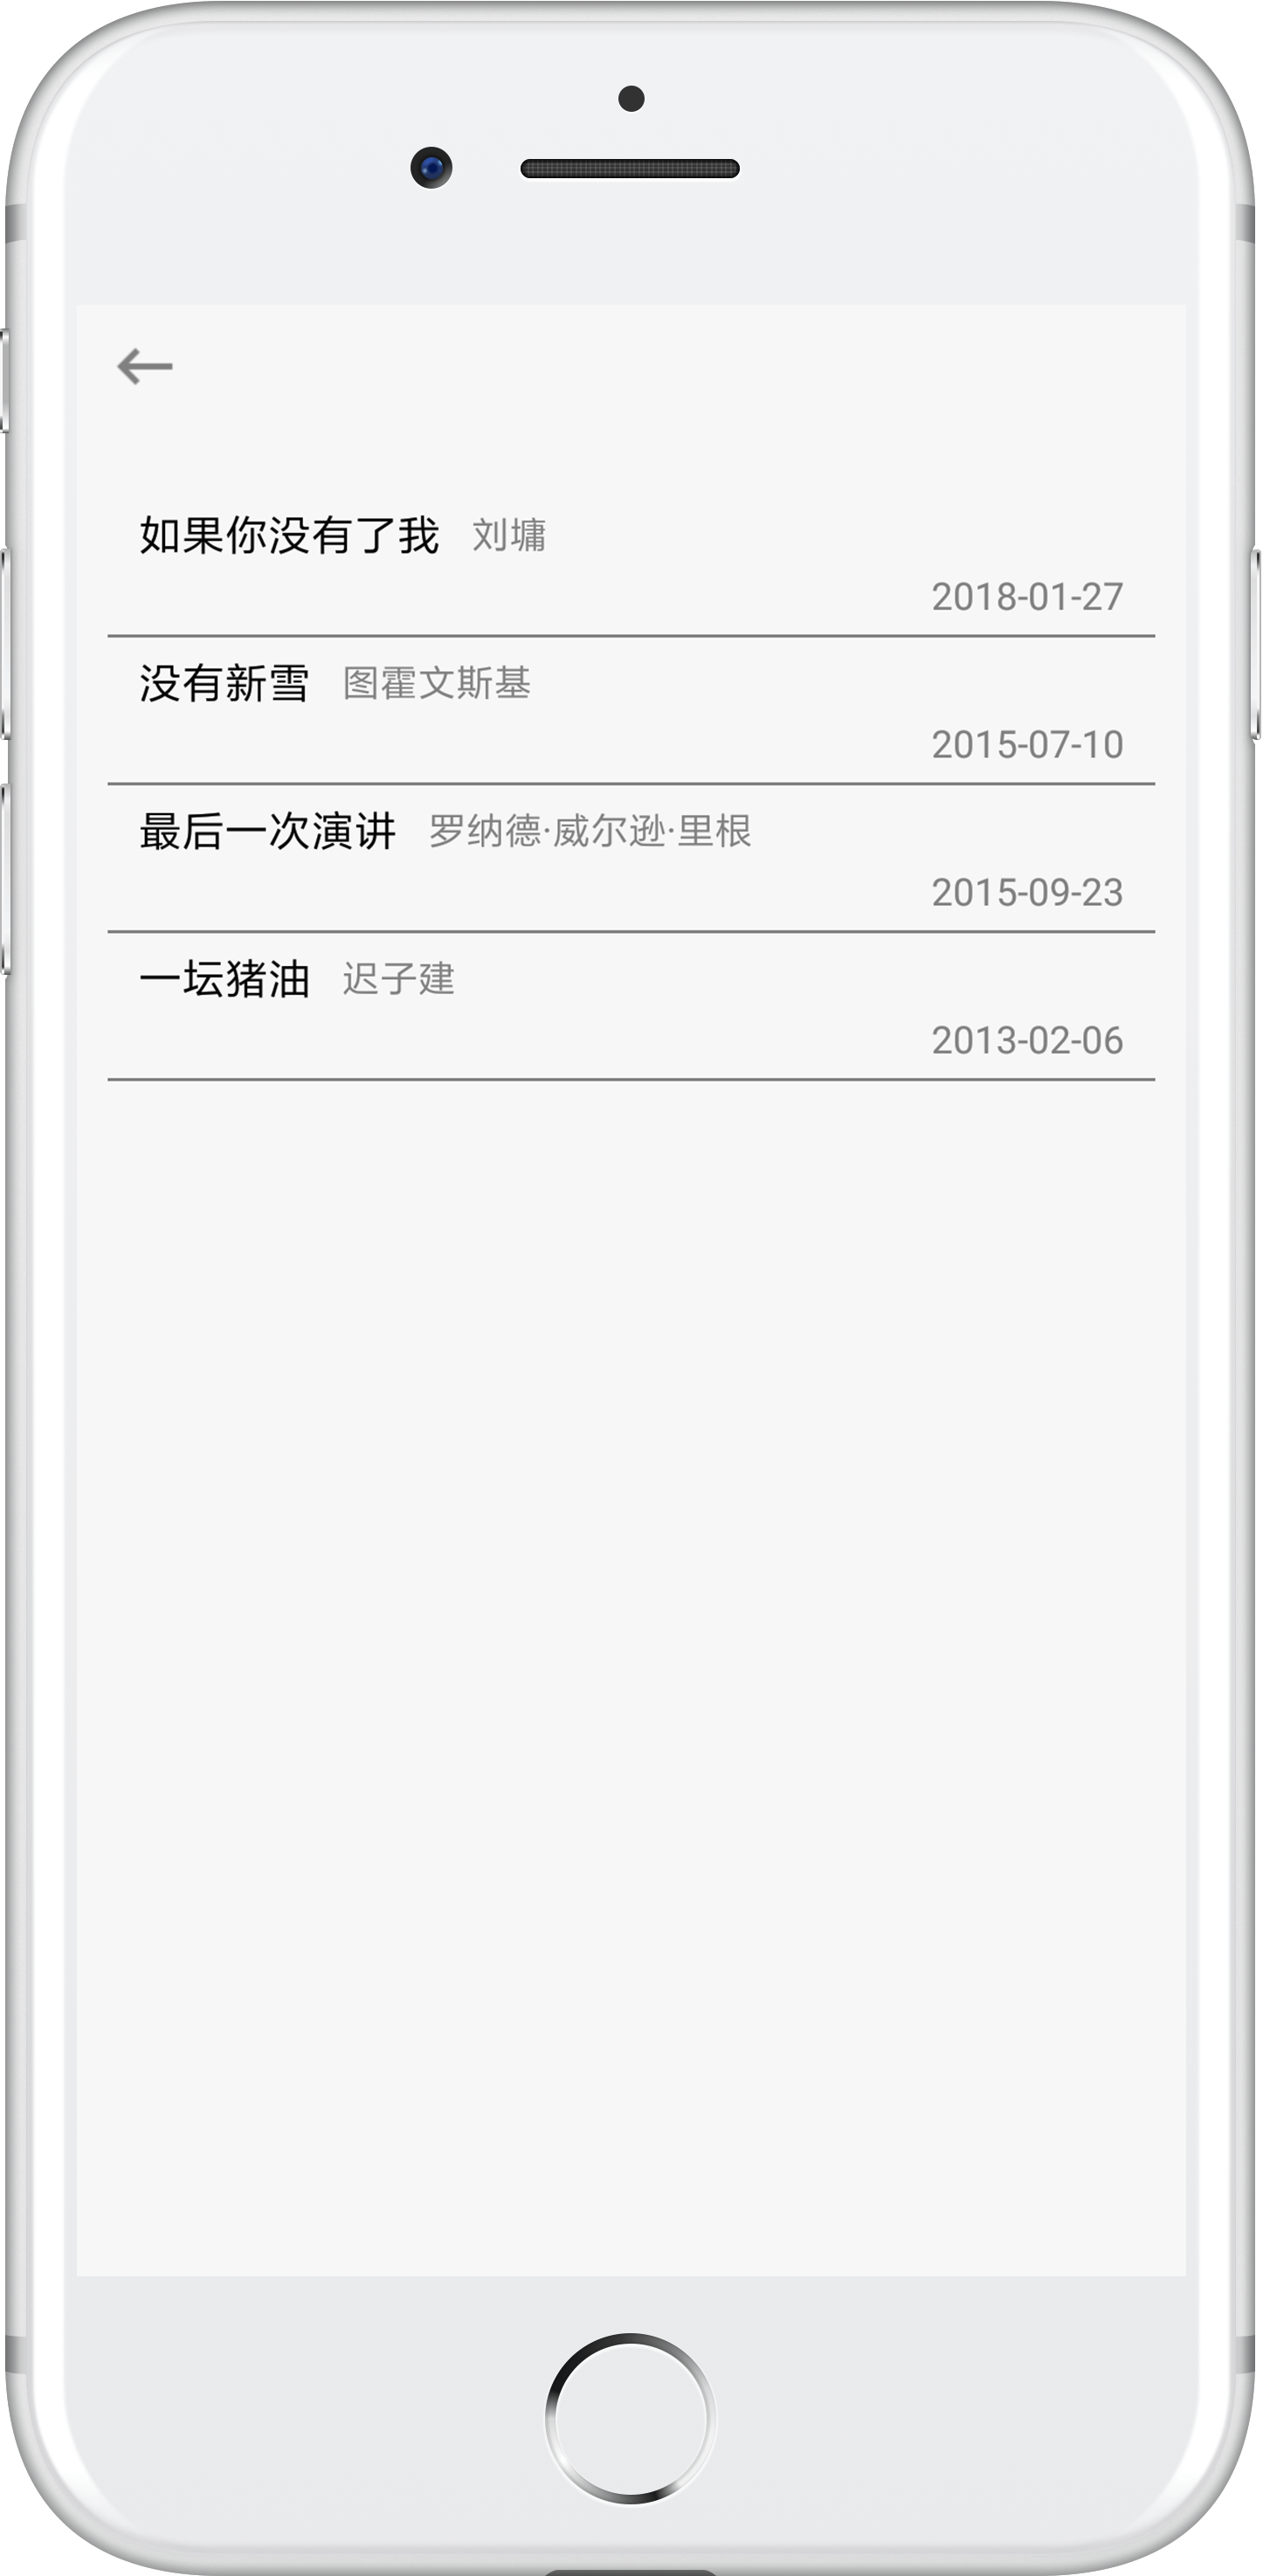 如果你没有了我 刘墉
2018-01-27
没有新雪 图霍文斯基
2015-07-10
最后一次演讲 罗纳德·威尔逊·里根
2015-09-23
一坛猪油 迟子建
2013-02-06